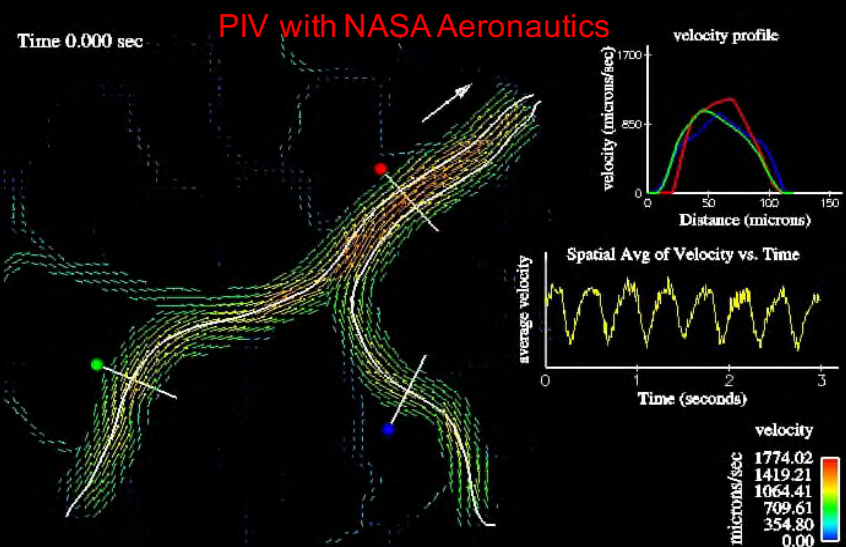 PIV with NASA Aeronautics
Time 0.000 sec
velocity profile
velocity (microns/sec)
1700
850
0
0 50 100 150
Distance (microns)
Spatial Avg of Velocity vs. Time
average velocity
0 1 2 3
Time (seconds)
velocity
microns/sec
1774.02
1419.21
1064.41
709.61
354.80
0.00